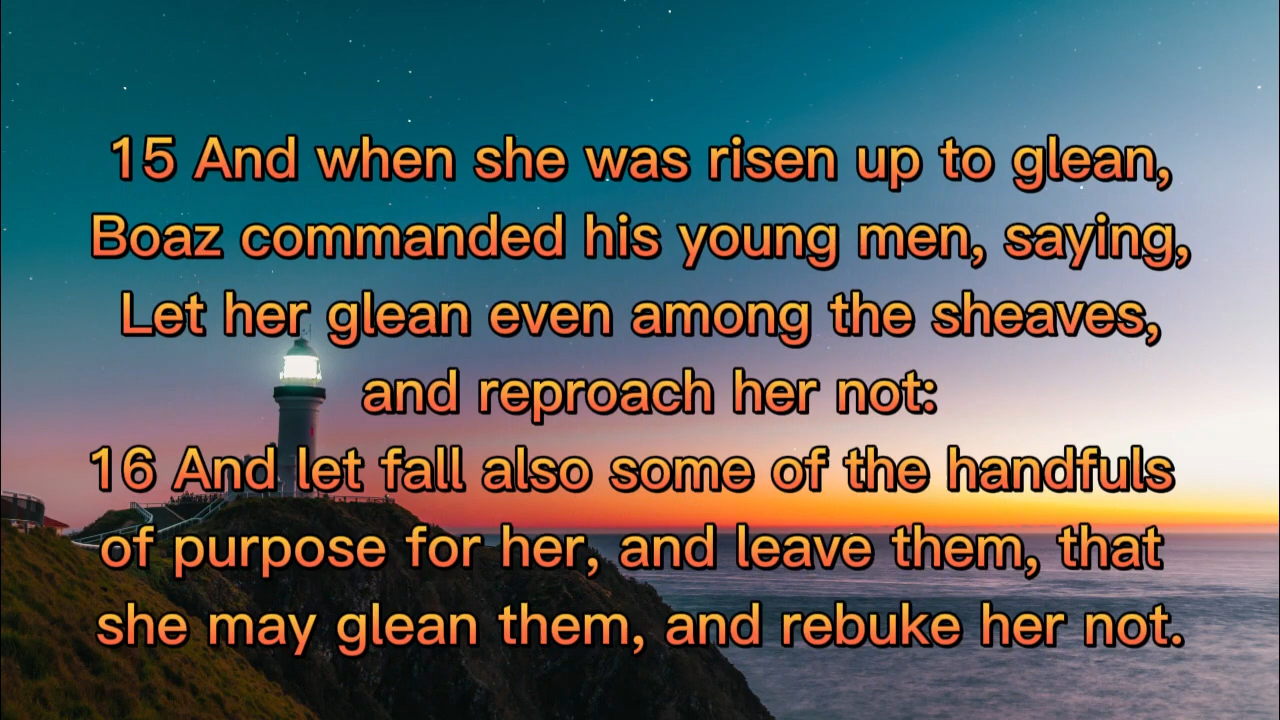 15 And when she was risen up to glean,
Boaz commanded his young men, saying,
Let her glean even among the sheaves,
and reproach her not:
16 And let fall also some of the handfuls
of purpose for her, and leave them, that
she may glean them, and rebuke her not.